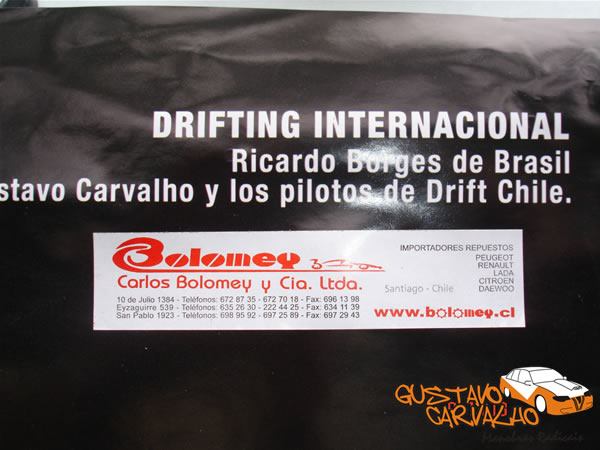 DRIFTING INTERNACIONAL
Ricardo Borges de Brasil
stavo Carvalho y los pilotos de Drift Chile.
Bolomey
Carlos Bolomey y Cia. Ltda.
10 de Julio 1384 - Teléfonos: 672 87 35 - 672 70 18 - Fax: 696 13 98
Eyzaguirre 539 - Teléfonos: 635 26 30 - 222 44 25 - Fax: 634 11 39
San Pablo 1923 - Teléfonos: 698 95 92 - 697 25 89 - Fax: 697 29 43
IMPORTADORES REPUESTOS
PEUGEOT
RENAULT
LADA
CITROEN
DAEWOO
Santiago - Chile
www.bolomey.cl
GUSTAVO
CARVALHO
Manobras Radicais